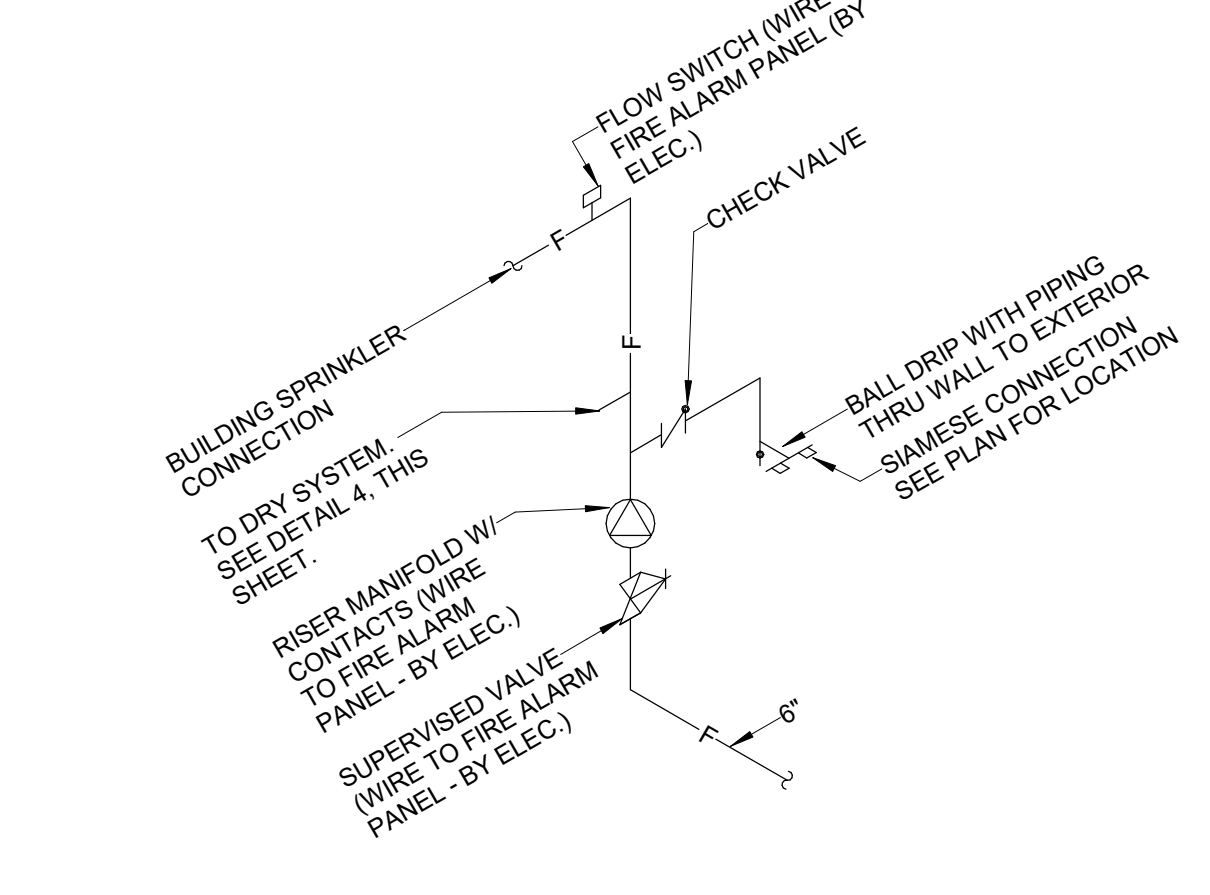 FLOW SWITCH (WIRE
FIRE ALARM PANEL (BY
ELEC.)
CHECK VALVE
F
F
BUILDING SPRINKLER
CONNECTION
BALL DRIP WITH PIPING
THRU WALL TO EXTERIOR
SIAMESE CONNECTION
SEE PLAN FOR LOCATION
TO DRY SYSTEM.
SEE DETAIL 4, THIS
SHEET.
RISER MANIFOLD W/
CONTACTS (WIRE
TO FIRE ALARM
PANEL - BY ELEC.)
SUPERVISED VALVE
(WIRE TO FIRE ALARM
PANEL - BY ELEC.)
F
6"